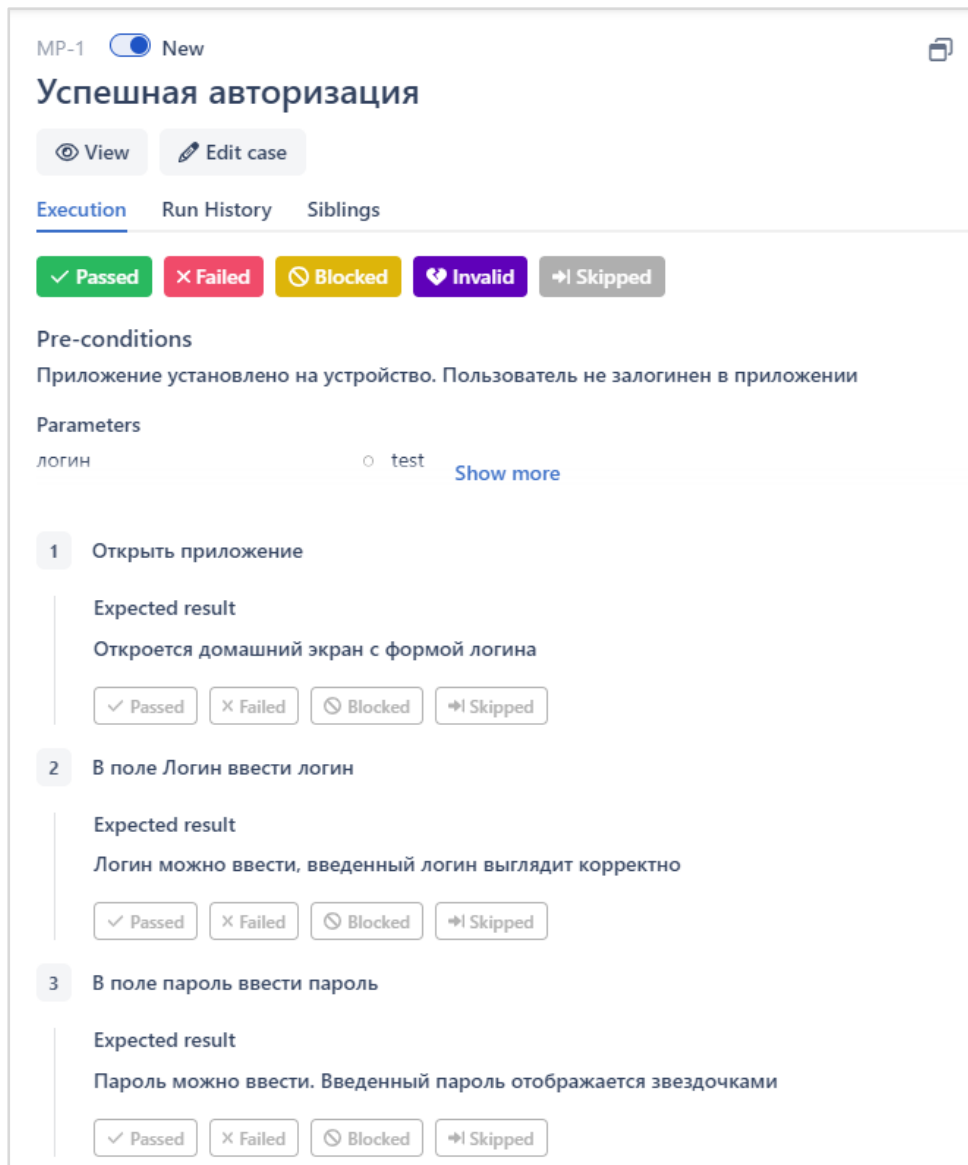 MP-1 New
Успешная авторизация
View Edit case
Execution Run History Siblings
Passed Failed Blocked Invalid Skipped
Pre-conditions
Приложение установлено на устройство. Пользователь не залогинен в приложении
Parameters
логин test Show more
1 Открыть приложение
Expected result
Откроется домашний экран с формой логина
Passed Failed Blocked Skipped
2 В поле Логин ввести логин
Expected result
Логин можно ввести, введенный логин выглядит корректно
Passed Failed Blocked Skipped
3 В поле пароль ввести пароль
Expected result
Пароль можно ввести. Введенный пароль отображается звездочками
Passed Failed Blocked Skipped